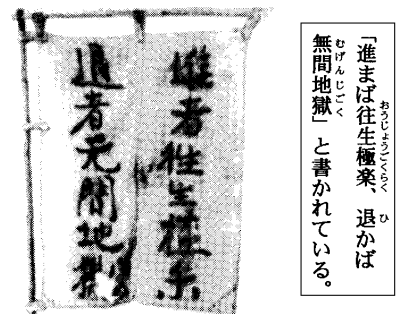 「進まば往生極楽、退かば
無間地獄」と書かれている。
進者往生極楽
退者无間地獄